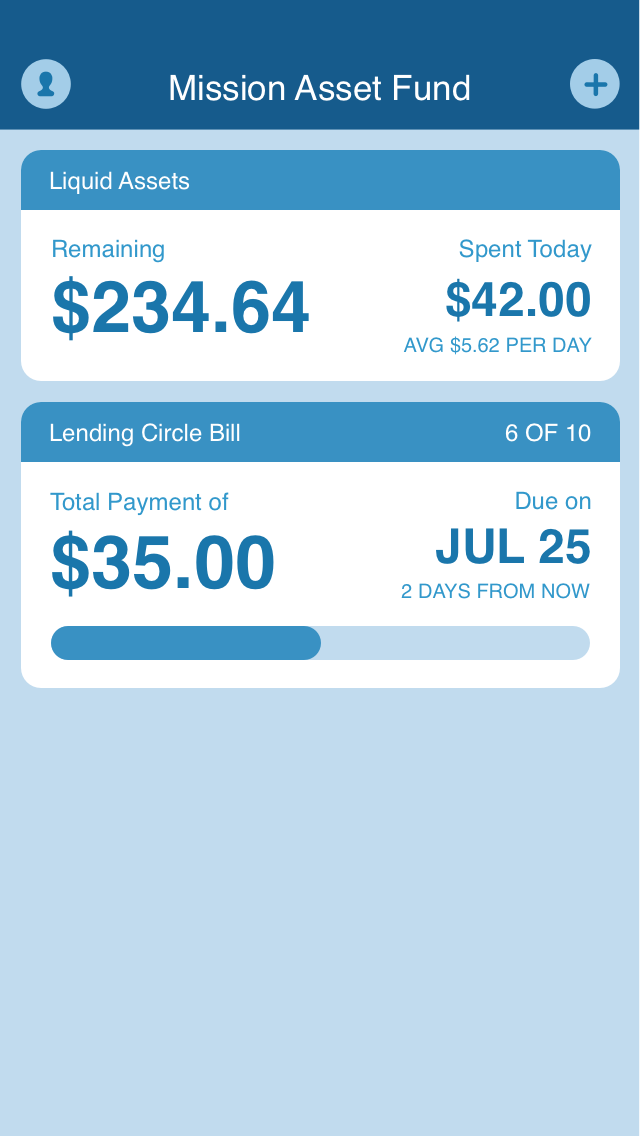 Mission Asset Fund
Liquid Assets
Remaining
Spent Today
$234.64
$42.00
AVG $5.62 PER DAY
Lending Circle Bill
6 OF 10
Total Payment of
Due on
$35.00
JUL 25
2 DAYS FROM NOW